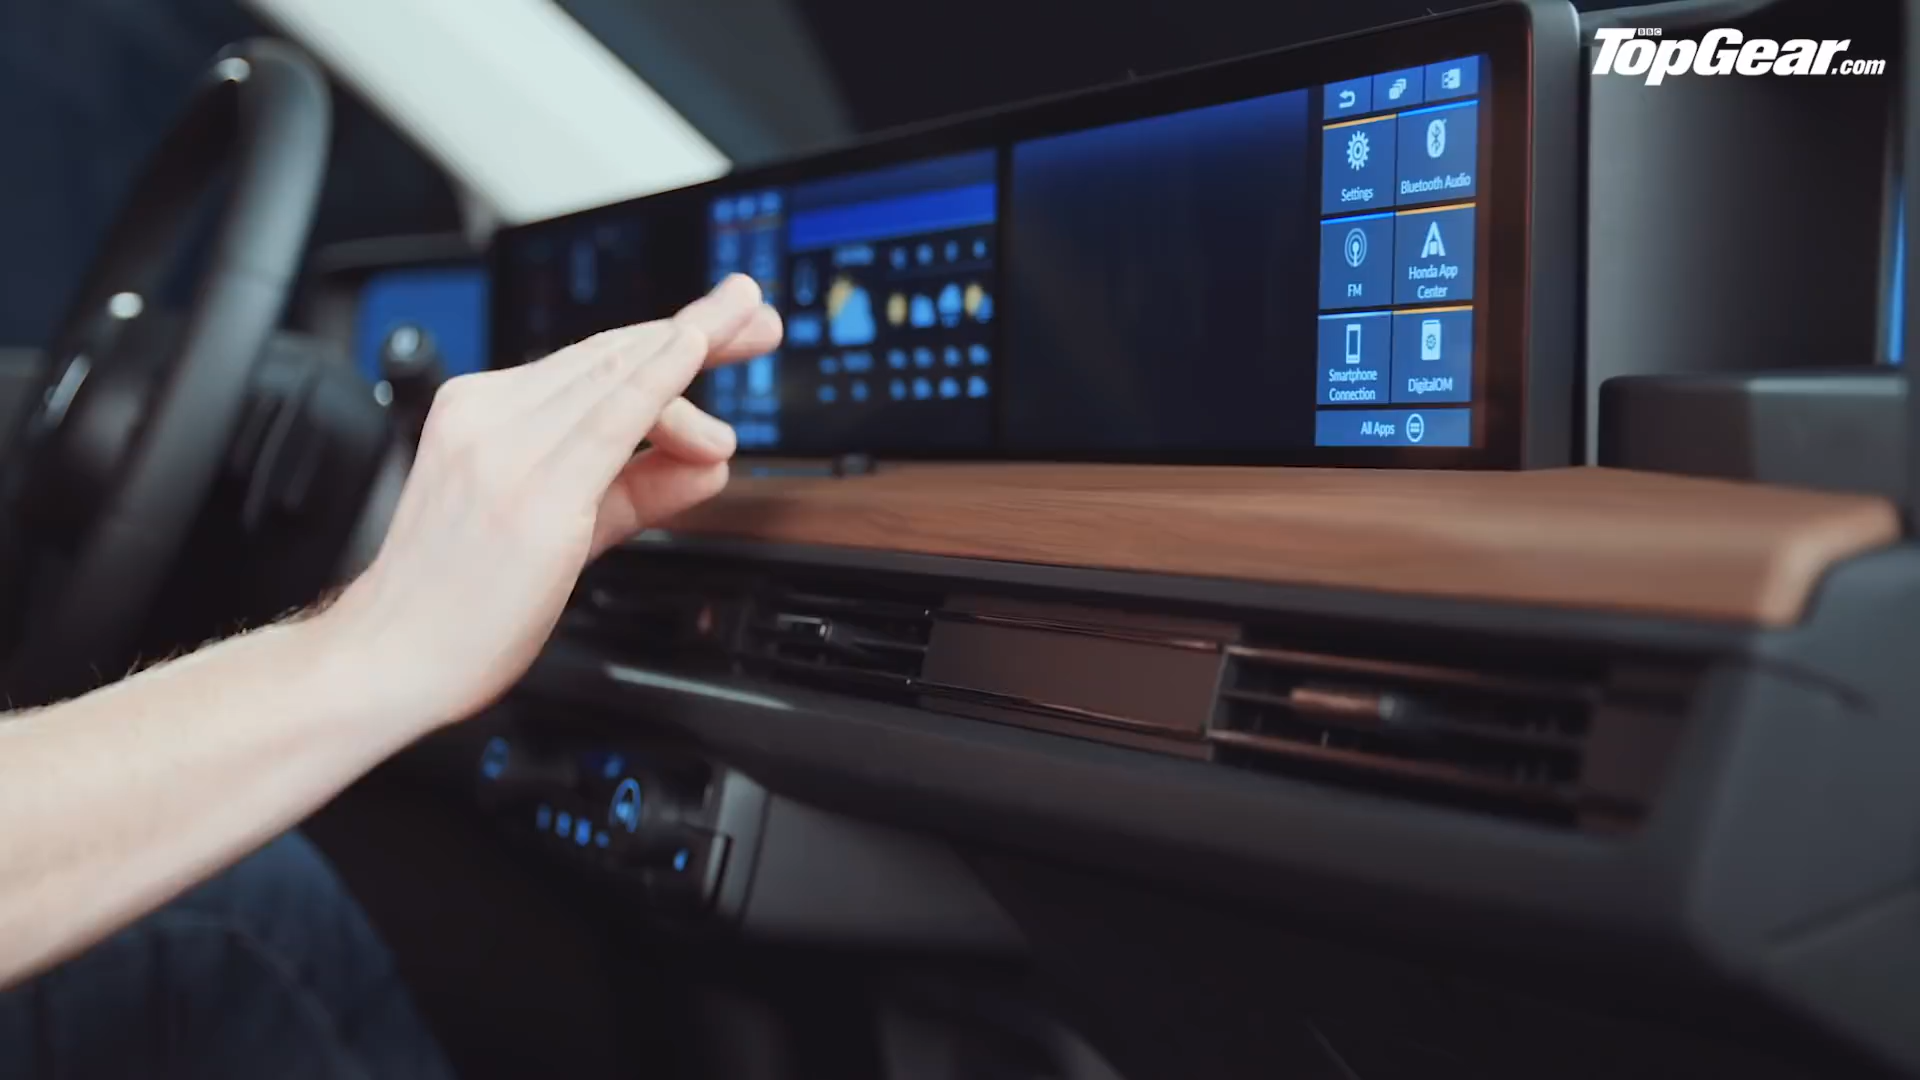 BBC
TopGear.com
Settings
Bluetooth Audio
FM
Honda App
Center
Smartphone
Connection
DigitalOM
All Apps